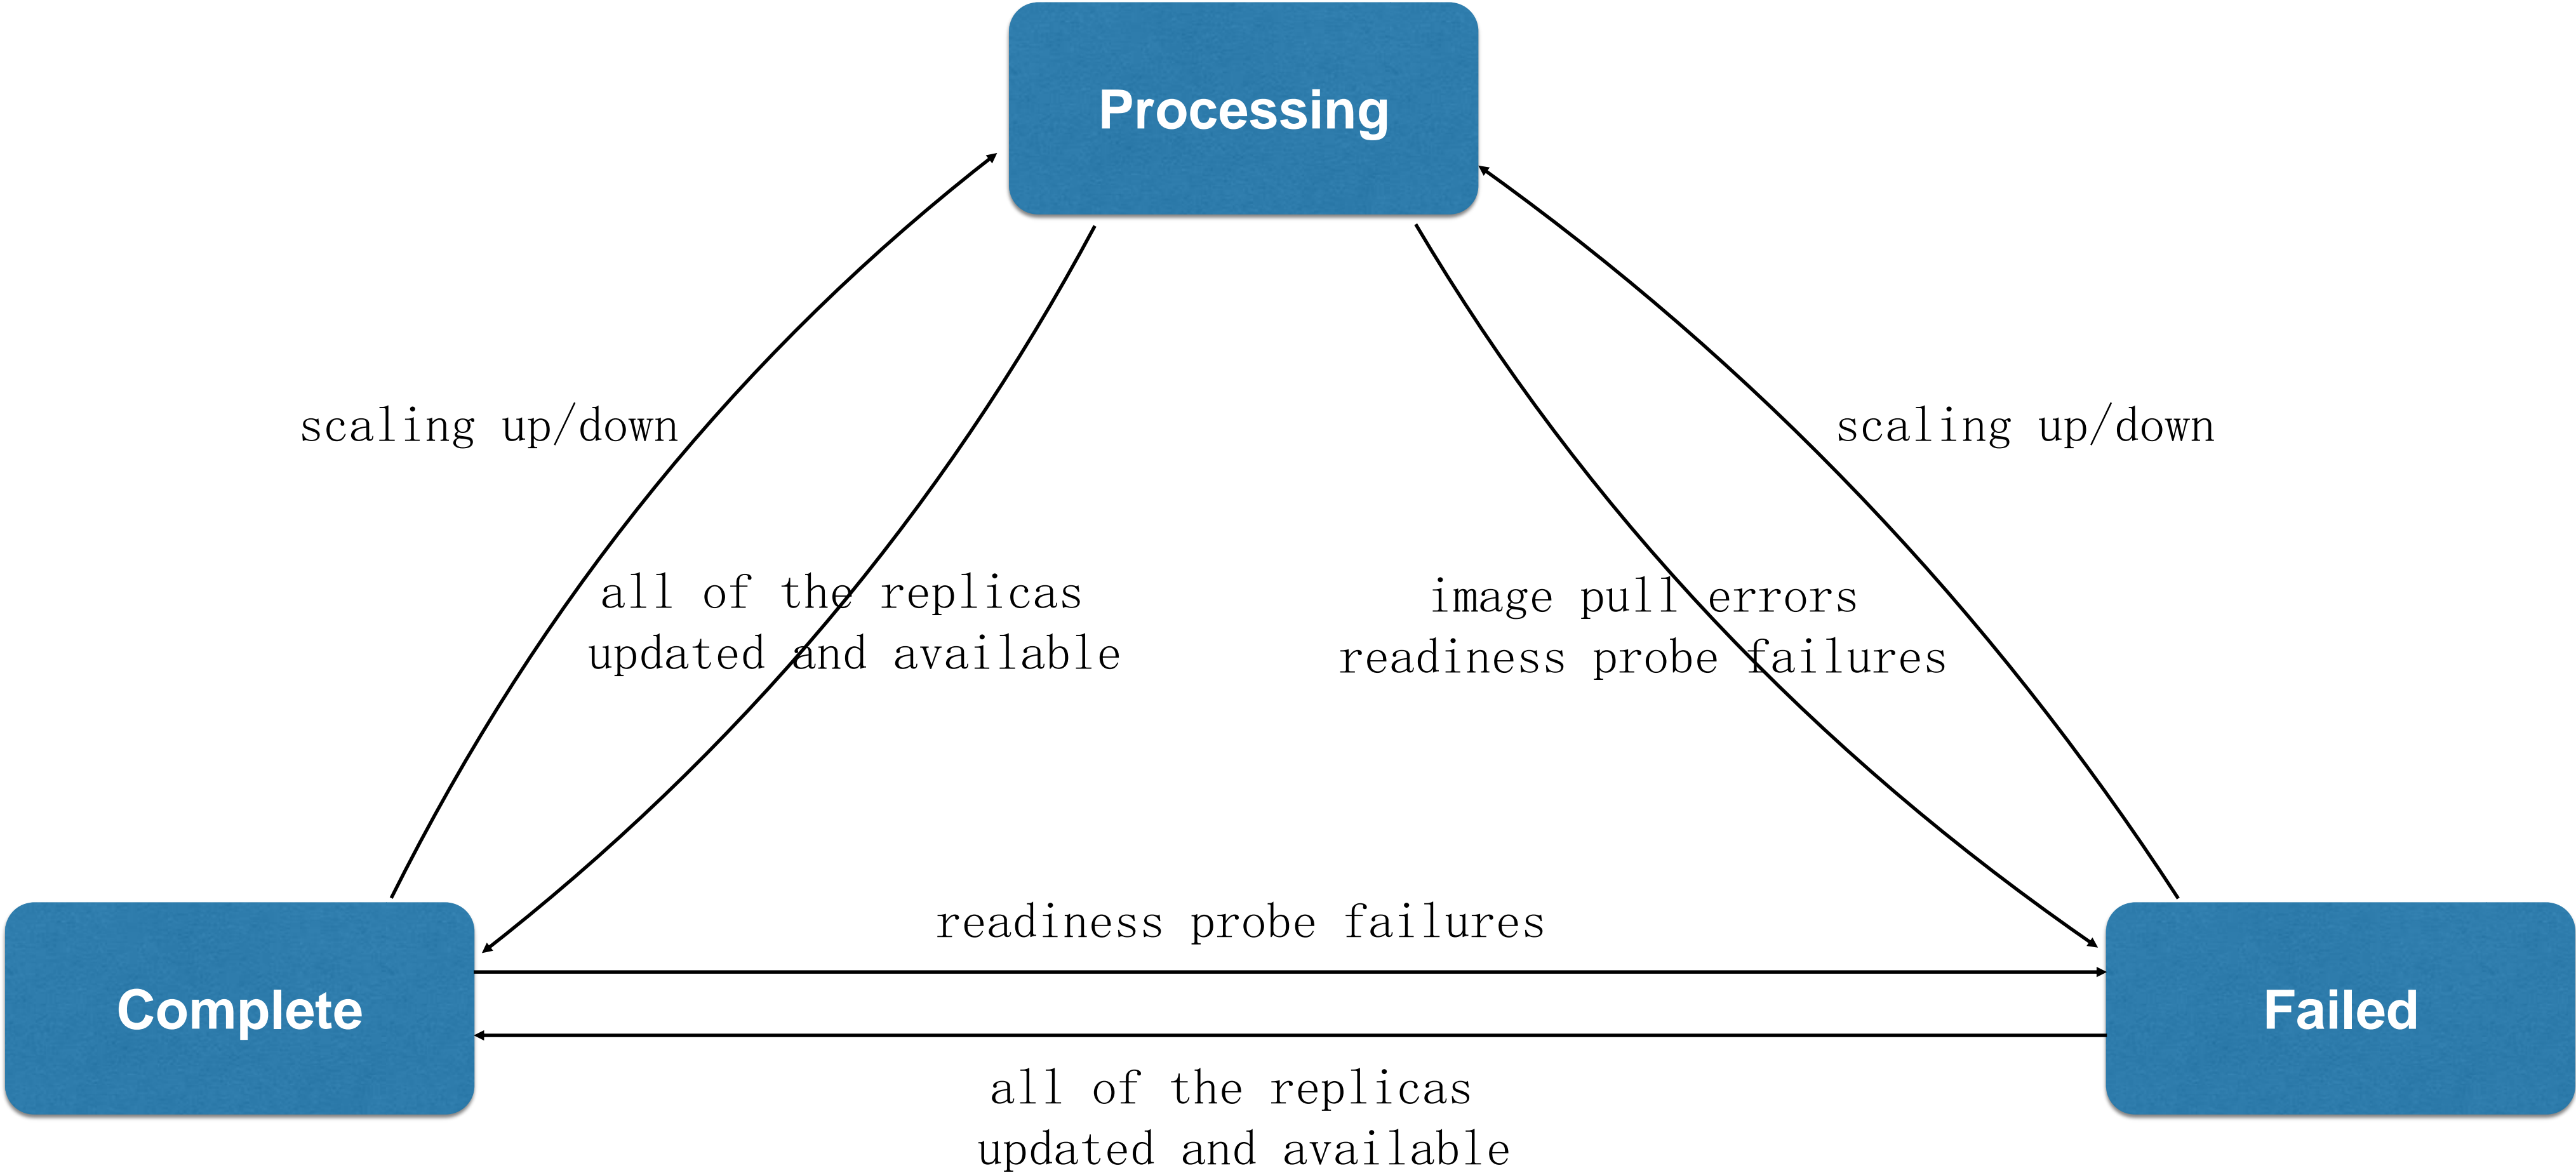 Processing
scaling up/down
scaling up/down
all of the replicas
updated and available
image pull errors
readiness probe failures
readiness probe failures
Complete
Failed
all of the replicas
updated and available